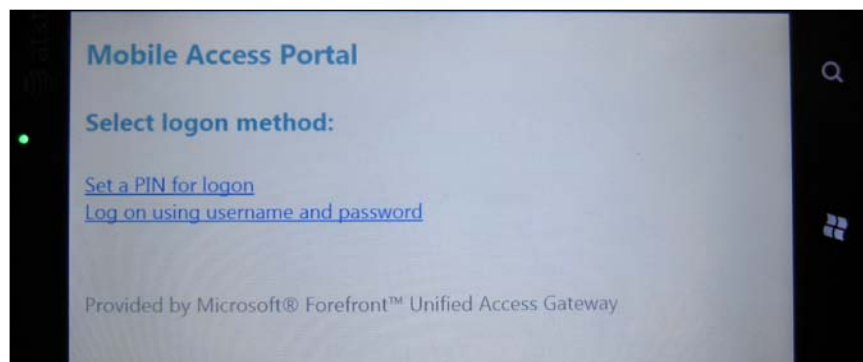 Mobile Access Portal
Select logon method:
Set a PIN for logon
Log on using username and password
Provided by Microsoft® Forefront™ Unified Access Gateway
at&t